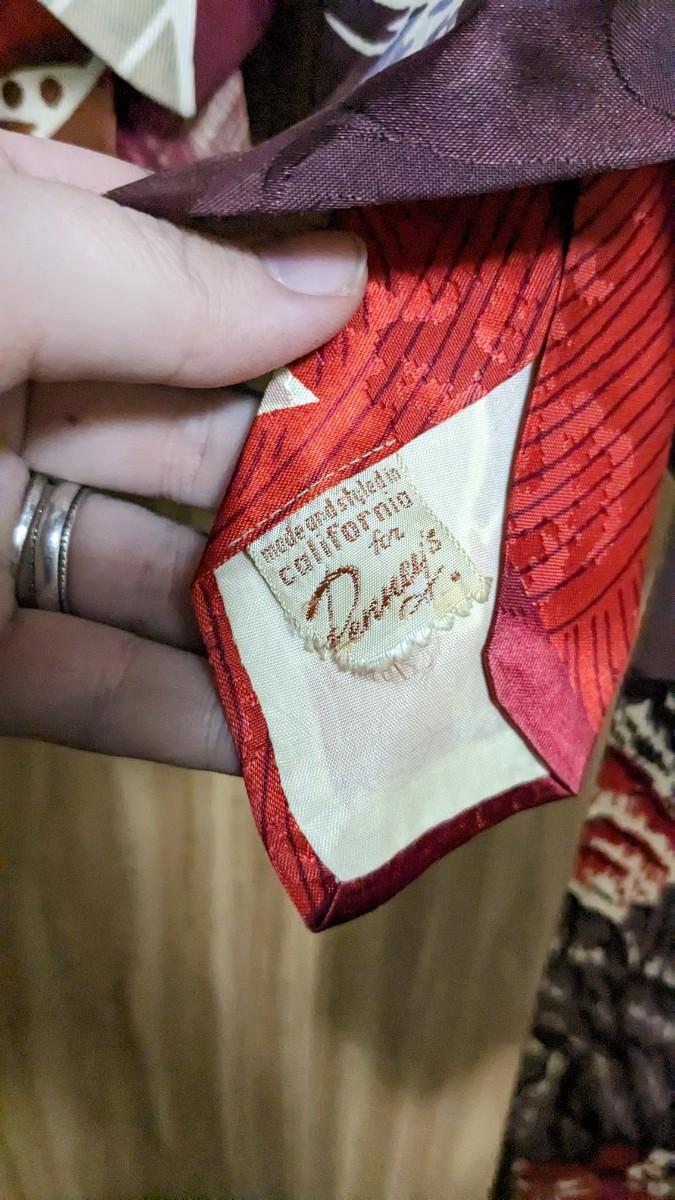 made and styled in
california
for
Penney's